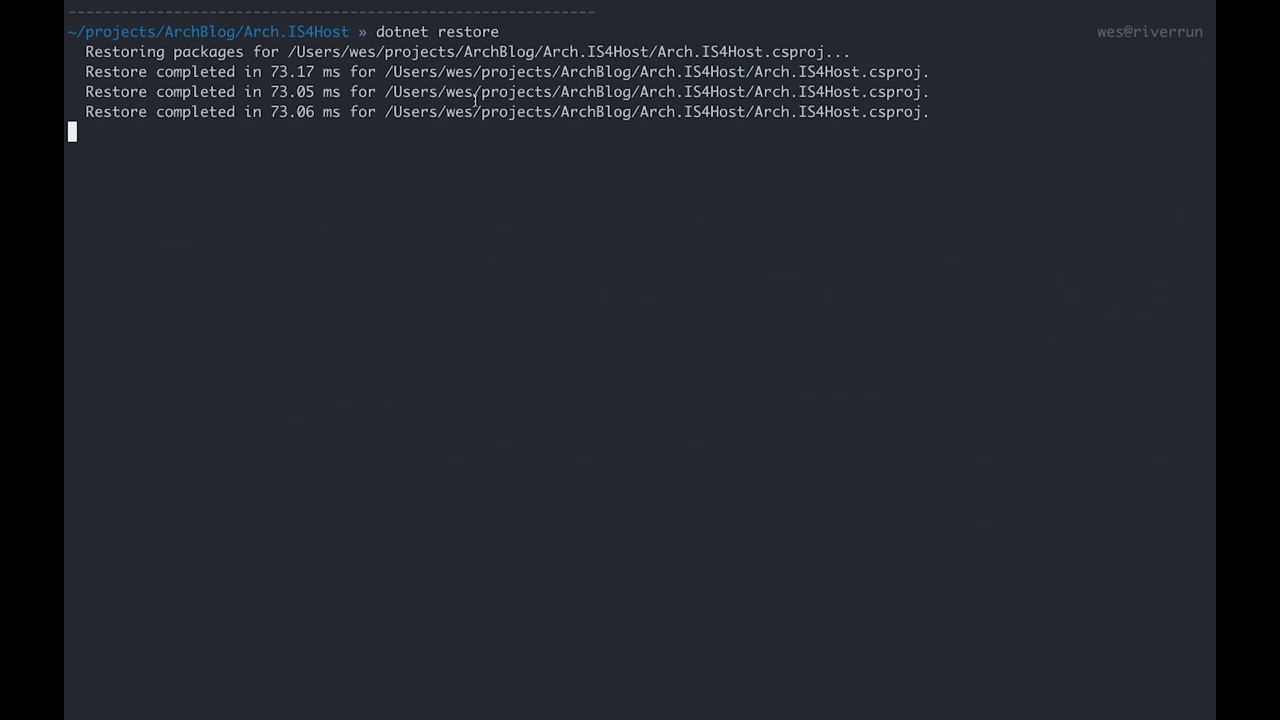 ------------------------------------------------------------
~/projects/ArchBlog/Arch.IS4Host » dotnet restore wes@riverrun
Restoring packages for /Users/wes/projects/ArchBlog/Arch.IS4Host/Arch.IS4Host.csproj...
Restore completed in 73.17 ms for /Users/wes/projects/ArchBlog/Arch.IS4Host/Arch.IS4Host.csproj.
Restore completed in 73.05 ms for /Users/wes/projects/ArchBlog/Arch.IS4Host/Arch.IS4Host.csproj.
Restore completed in 73.06 ms for /Users/wes/projects/ArchBlog/Arch.IS4Host/Arch.IS4Host.csproj.